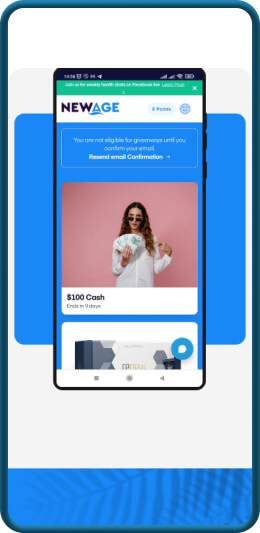 14:56
Join us for weekly health chats on Facebook live Learn More
NEWAGE
0 Points
You are not eligible for giveaways until you
confirm your email.
Resend email Confirmation →
$100 Cash
Ends in 9 days